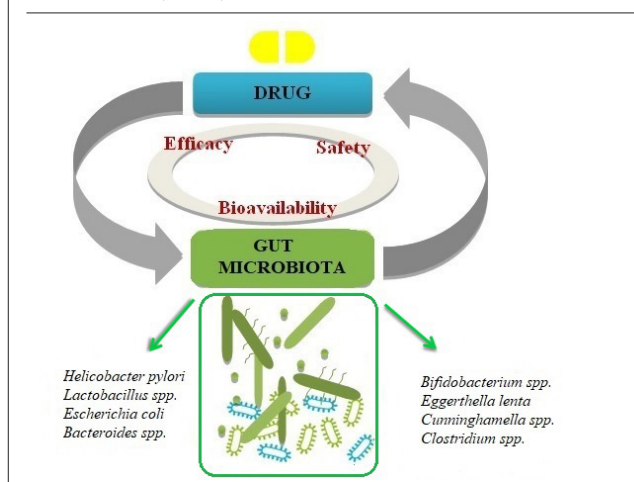 DRUG
Efficacy
Safety
Bioavailability
GUT
MICROBIOTA
Helicobacter pylori
Lactobacillus spp.
Escherichia coli
Bacteroides spp.
Bifidobacterium spp.
Eggerthella lenta
Cunninghamella spp.
Clostridium spp.